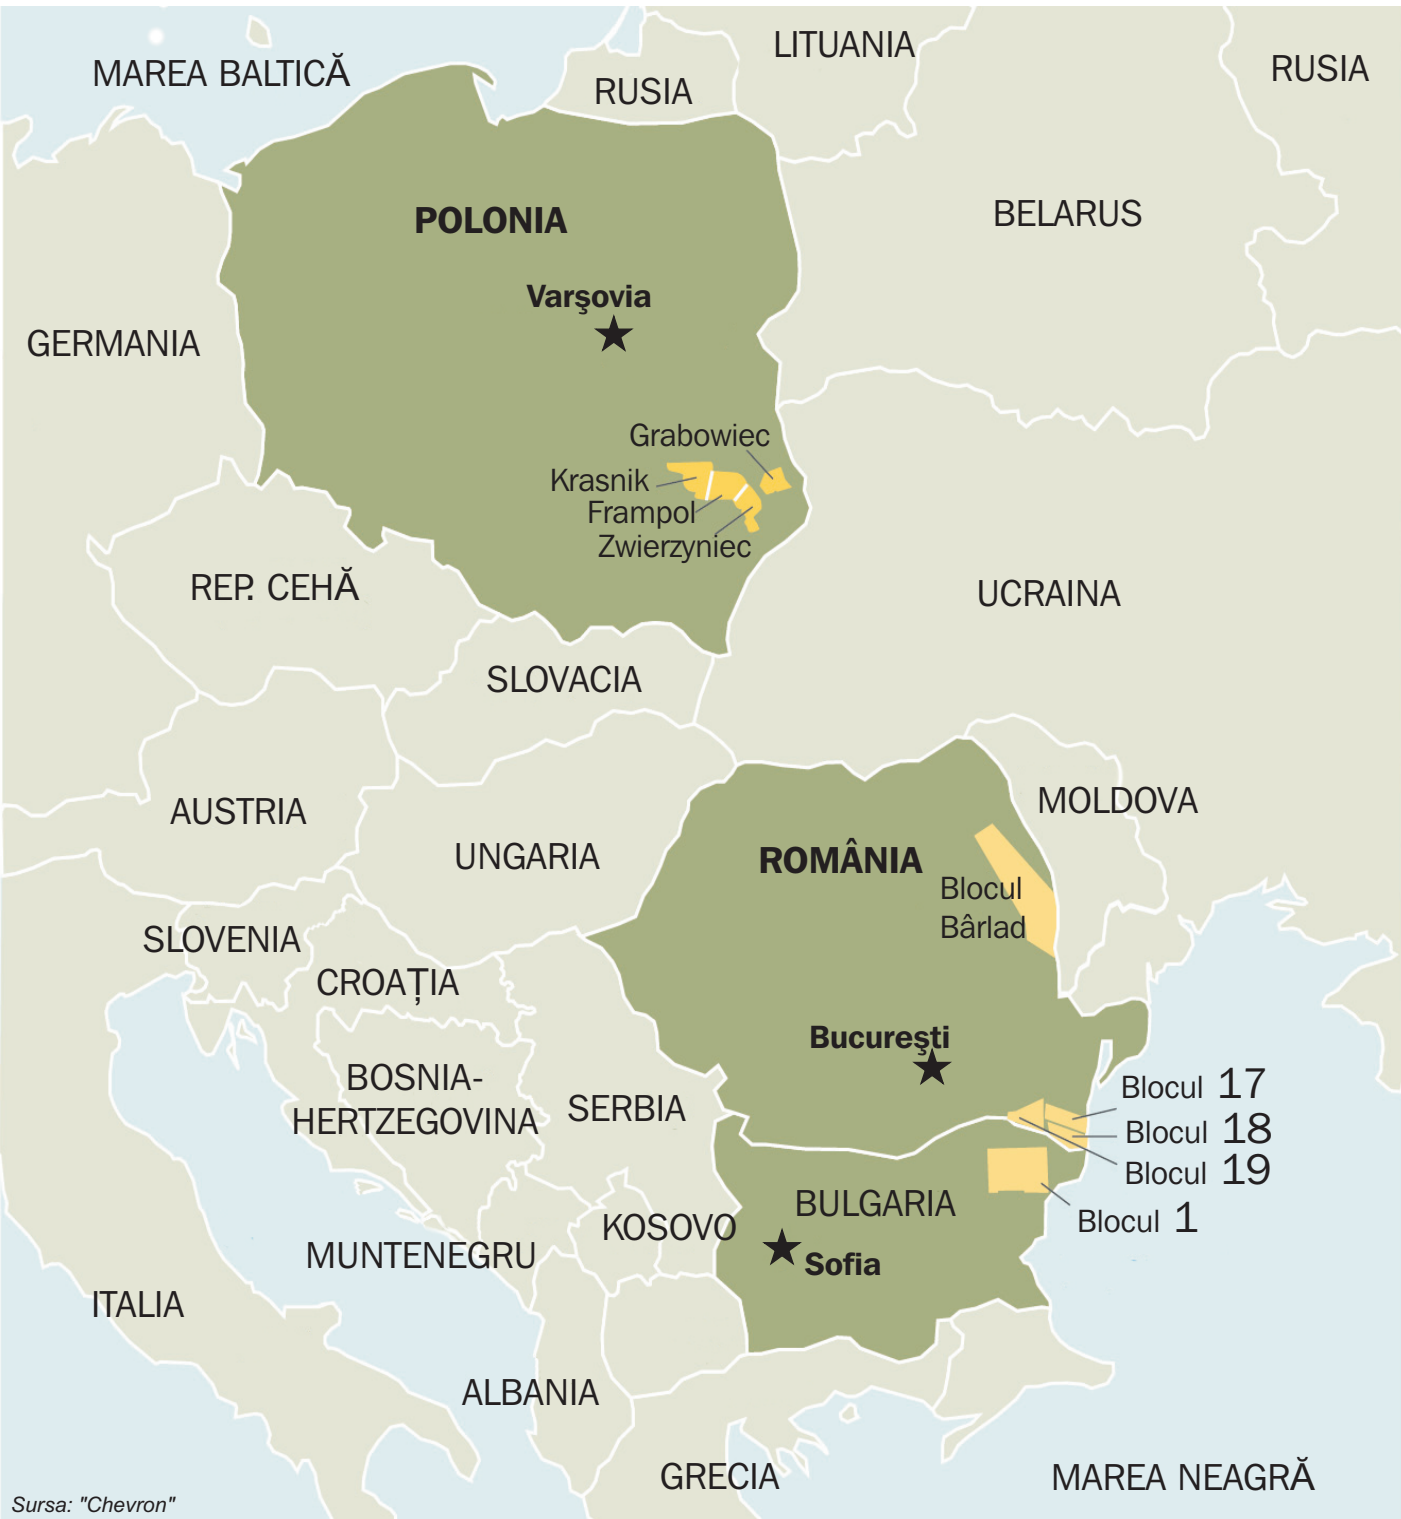 MAREA BALTICĂ
LITUANIA
RUSIA
RUSIA
BELARUS
POLONIA
Varşovia
GERMANIA
Grabowiec
Krasnik
Frampol
Zwierzyniec
REP. CEHĂ
UCRAINA
SLOVACIA
AUSTRIA
MOLDOVA
UNGARIA
ROMÂNIA
Blocul
Bârlad
SLOVENIA
CROAȚIA
Bucureşti
BOSNIA-
HERTZEGOVINA
SERBIA
Blocul 17
Blocul 18
Blocul 19
Blocul 1
BULGARIA
KOSOVO
MUNTENEGRU
Sofia
ITALIA
ALBANIA
GRECIA
MAREA NEAGRĂ
Sursa: "Chevron"